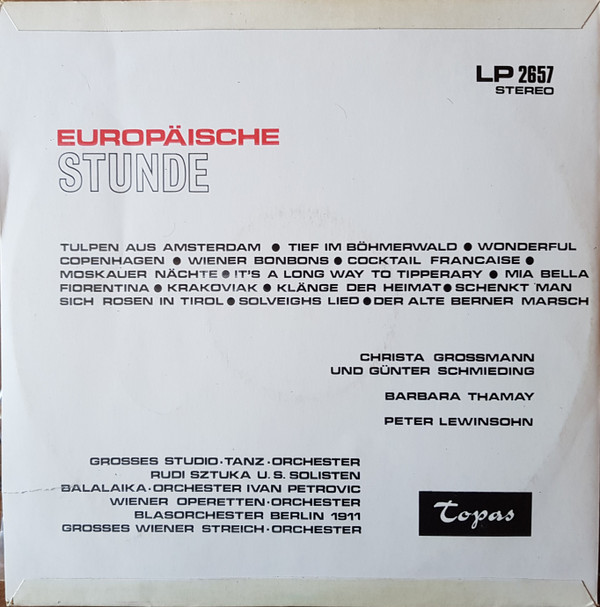 LP 2657
STEREO
EUROPÄISCHE
STUNDE
TULPEN AUS AMSTERDAM ● TIEF IM BÖHMERWALD ● WONDERFUL
COPENHAGEN ● WIENER BONBONS ● COCKTAIL FRANCAISE ●
MOSKAUER NÄCHTE ● IT'S A LONG WAY TO TIPPERARY ● MIA BELLA
FIORENTINA ● KRAKOVIAK ● KLÄNGE DER HEIMAT ● SCHENKT MAN
SICH ROSEN IN TIROL ● SOLVEIGHS LIED ● DER ALTE BERNER MARSCH
CHRISTA GROSSMANN
UND GÜNTER SCHMIEDING
BARBARA THAMAY
PETER LEWINSOHN
GROSSES STUDIO·TANZ·ORCHESTER
RUDI SZTUKA U. S. SOLISTEN
BALALAIKA·ORCHESTER IVAN PETROVIC
WIENER OPERETTEN·ORCHESTER
BLASORCHESTER BERLIN 1911
GROSSES WIENER STREICH·ORCHESTER
Topas